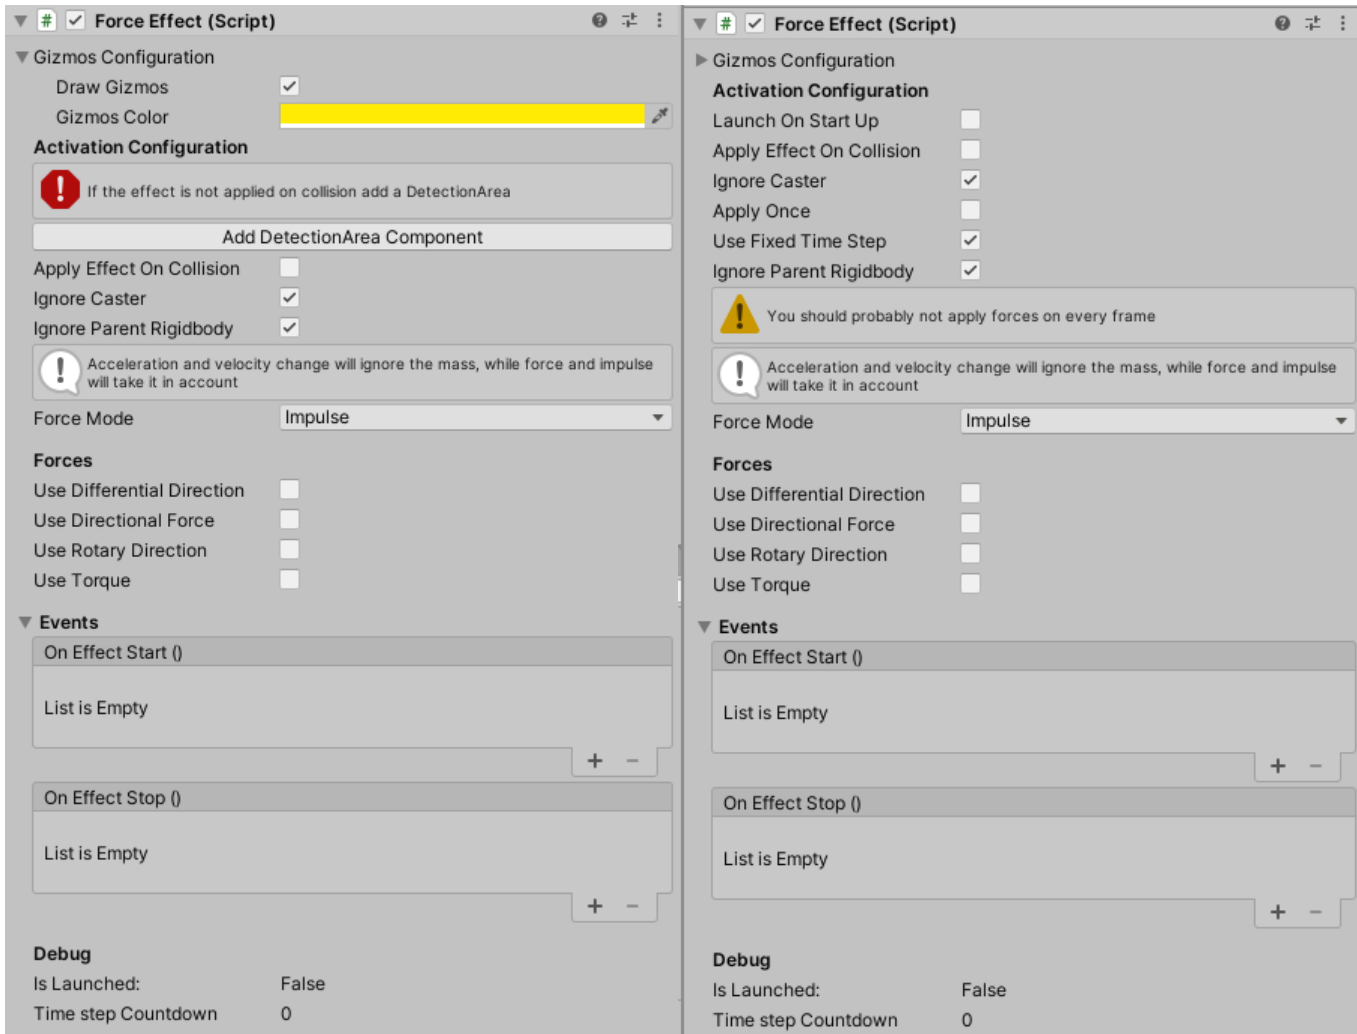 Force Effect (Script)
Gizmos Configuration
Draw Gizmos
Gizmos Color
Activation Configuration
If the effect is not applied on collision add a DetectionArea
Add DetectionArea Component
Apply Effect On Collision
Ignore Caster
Ignore Parent Rigidbody
Acceleration and velocity change will ignore the mass, while force and impulse
will take it in account
Force Mode Impulse
Forces
Use Differential Direction
Use Directional Force
Use Rotary Direction
Use Torque
Events
On Effect Start ()
List is Empty
+ −
On Effect Stop ()
List is Empty
+ −
Debug
Is Launched: False
Time step Countdown 0
Force Effect (Script)
Gizmos Configuration
Activation Configuration
Launch On Start Up
Apply Effect On Collision
Ignore Caster
Apply Once
Use Fixed Time Step
Ignore Parent Rigidbody
You should probably not apply forces on every frame
Acceleration and velocity change will ignore the mass, while force and impulse
will take it in account
Force Mode Impulse
Forces
Use Differential Direction
Use Directional Force
Use Rotary Direction
Use Torque
Events
On Effect Start ()
List is Empty
+ −
On Effect Stop ()
List is Empty
+ −
Debug
Is Launched: False
Time step Countdown 0